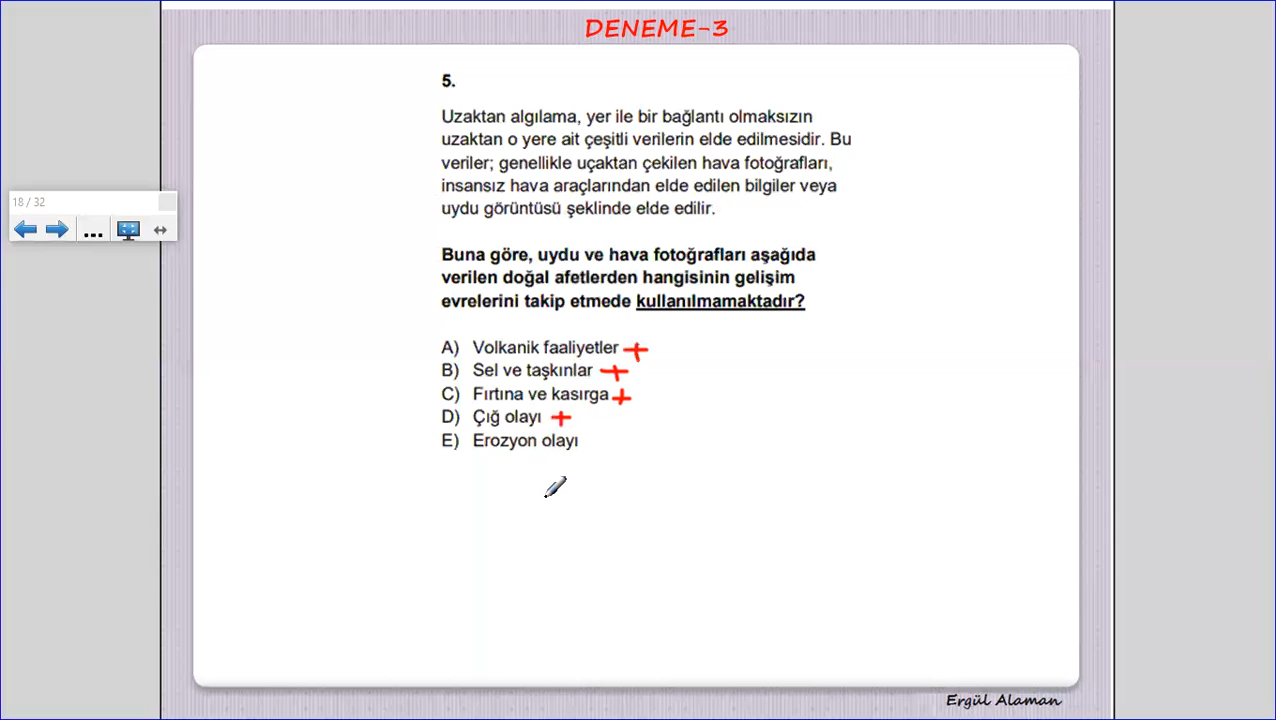 DENEME-3
5.
Uzaktan algılama, yer ile bir bağlantı olmaksızın
uzaktan o yere ait çeşitli verilerin elde edilmesidir. Bu
veriler; genellikle uçaktan çekilen hava fotoğrafları,
insansız hava araçlarından elde edilen bilgiler veya
uydu görüntüsü şeklinde elde edilir.
18 / 32
...
Buna göre, uydu ve hava fotoğrafları aşağıda
verilen doğal afetlerden hangisinin gelişim
evrelerini takip etmede kullanılmamaktadır?
A) Volkanik faaliyetler +
B) Sel ve taşkınlar +
C) Fırtına ve kasırga +
D) Çığ olayı +
E) Erozyon olayı
Ergül Alaman